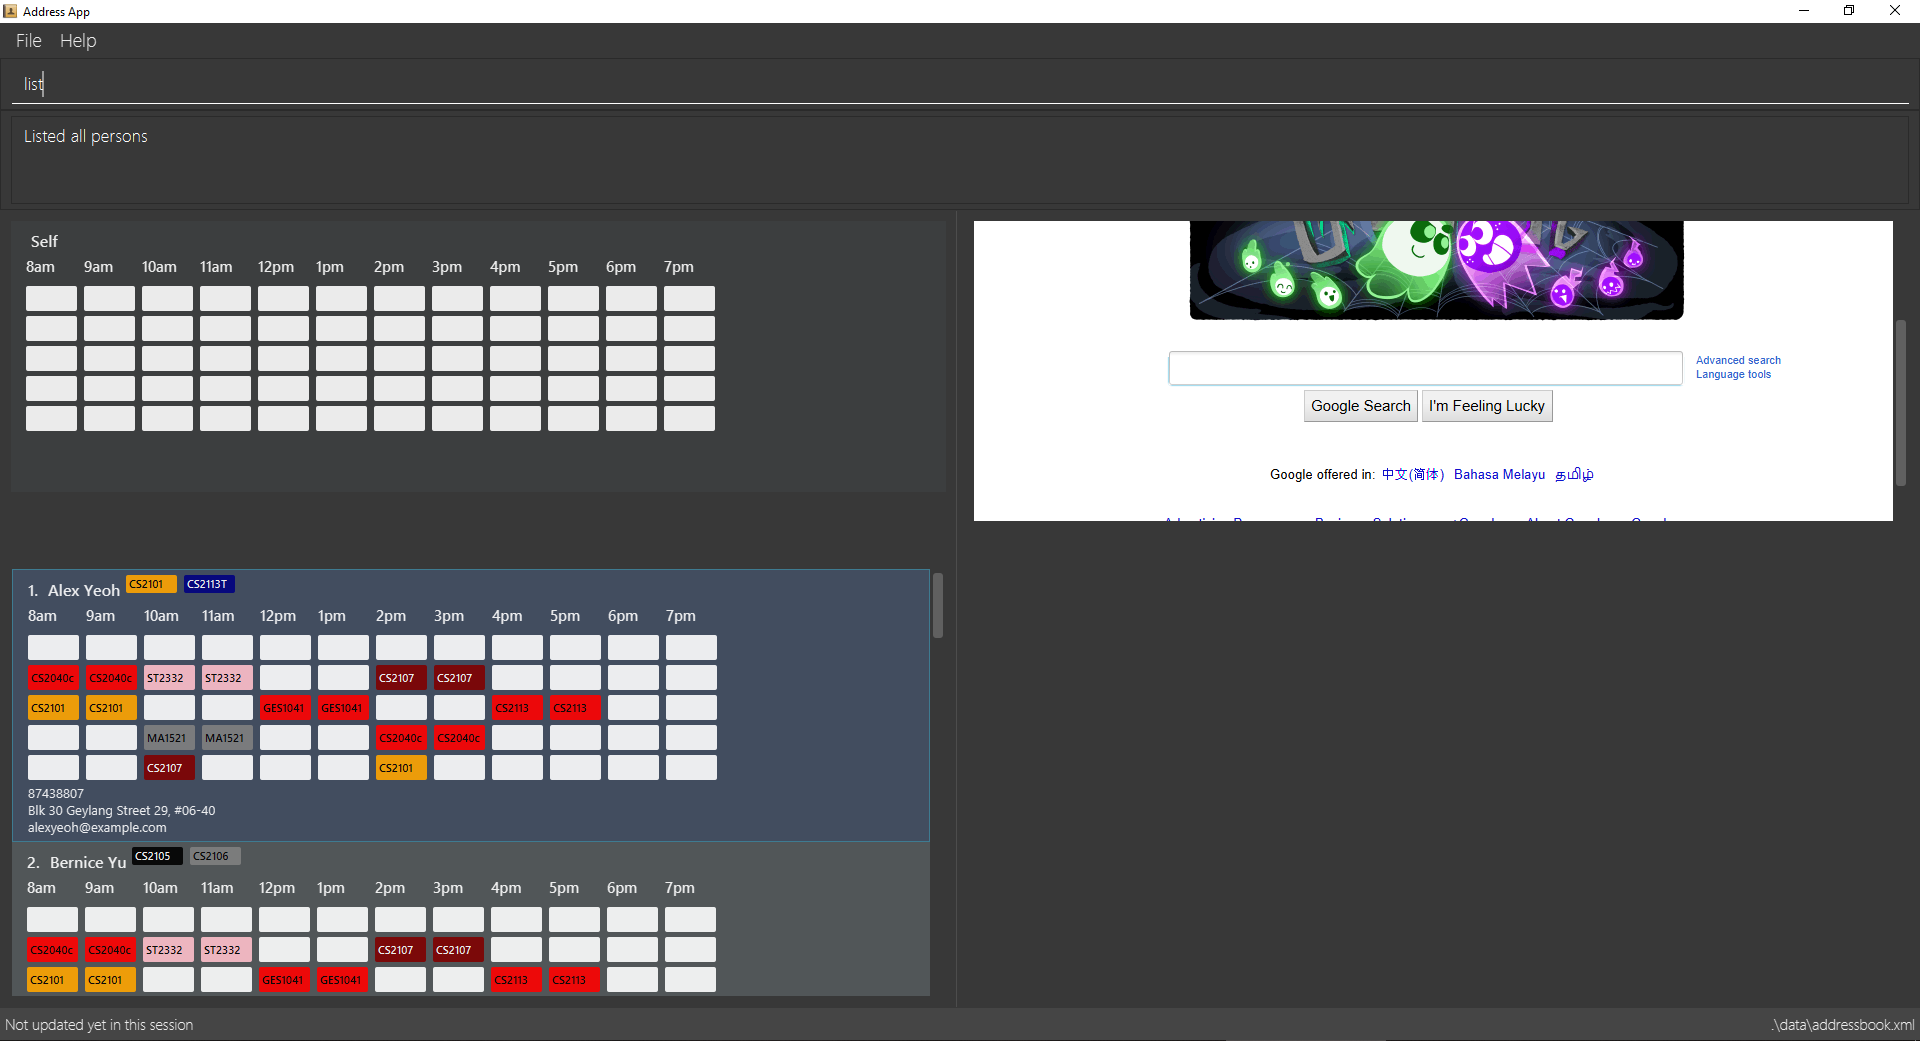 Address App
File Help
list
Listed all persons
Self
8am 9am 10am 11am 12pm 1pm 2pm 3pm 4pm 5pm 6pm 7pm
1. Alex Yeoh CS2101 CS2113T
8am 9am 10am 11am 12pm 1pm 2pm 3pm 4pm 5pm 6pm 7pm
CS2040c CS2040c ST2332 ST2332 CS2107 CS2107
CS2101 CS2101 GES1041 GES1041 CS2113 CS2113
MA1521 MA1521 CS2040c CS2040c
CS2107 CS2101
87438807
Blk 30 Geylang Street 29, #06-40
alexyeoh@example.com
2. Bernice Yu CS2105 CS2106
8am 9am 10am 11am 12pm 1pm 2pm 3pm 4pm 5pm 6pm 7pm
CS2040c CS2040c ST2332 ST2332 CS2107 CS2107
CS2101 CS2101 GES1041 GES1041 CS2113 CS2113
Advanced search
Language tools
Google Search I'm Feeling Lucky
Google offered in: 中文(简体) Bahasa Melayu தமிழ்
Not updated yet in this session
.\data\addressbook.xml